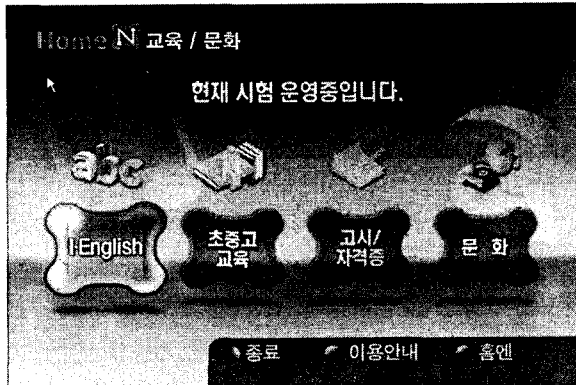 Home N 교육 / 문화
현재 시험 운영중입니다.
abc
I-English
초중고
교육
고시/
자격증
문 화
종료 이용안내 홈엔